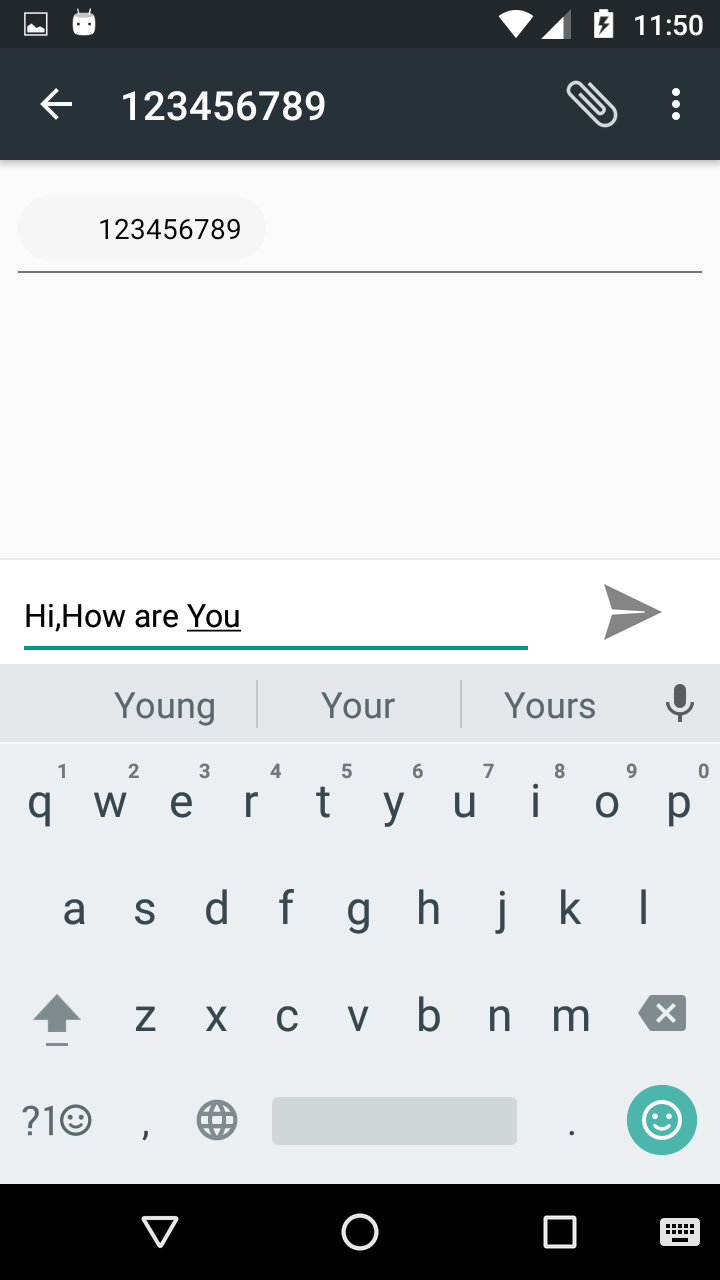 11:50
123456789
123456789
Hi,How are You
Young Your Yours
1 2 3 4 5 6 7 8 9 0
q w e r t y u i o p
a s d f g h j k l
z x c v b n m
?1☺ , .